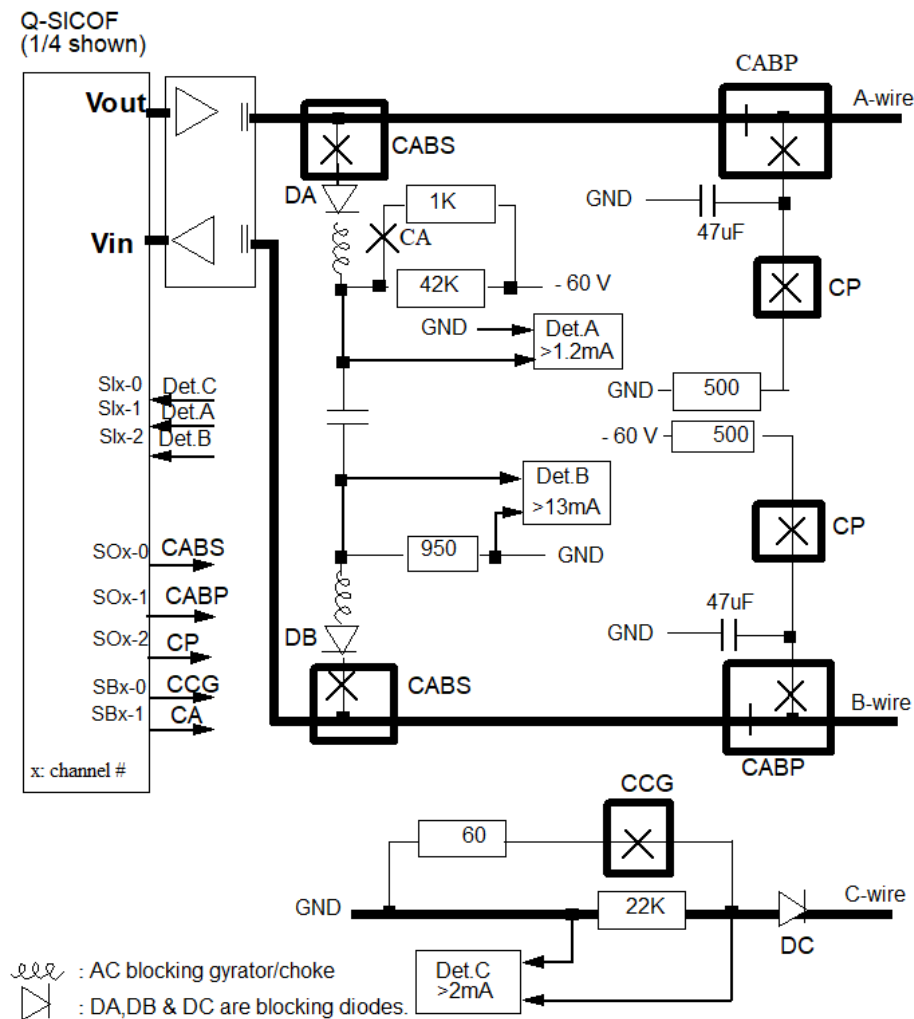 Q-SICOF
(1/4 shown)
CABP
Vout
A-wire
CABS
DA
1K
GND
47uF
Vin
CA
42K
- 60 V
CP
GND
Det.A
>1.2mA
SIx-0
Det.C
GND
500
SIx-1
Det.A
SIx-2
Det.B
- 60 V
500
Det.B
>13mA
CP
SOx-0
CABS
950
GND
SOx-1
CABP
47uF
SOx-2
CP
DB
GND
SBx-0
CCG
CABS
SBx-1
CA
B-wire
x: channel #
CABP
CCG
60
GND
22K
C-wire
DC
: AC blocking gyrator/choke
Det.C
>2mA
: DA,DB & DC are blocking diodes.